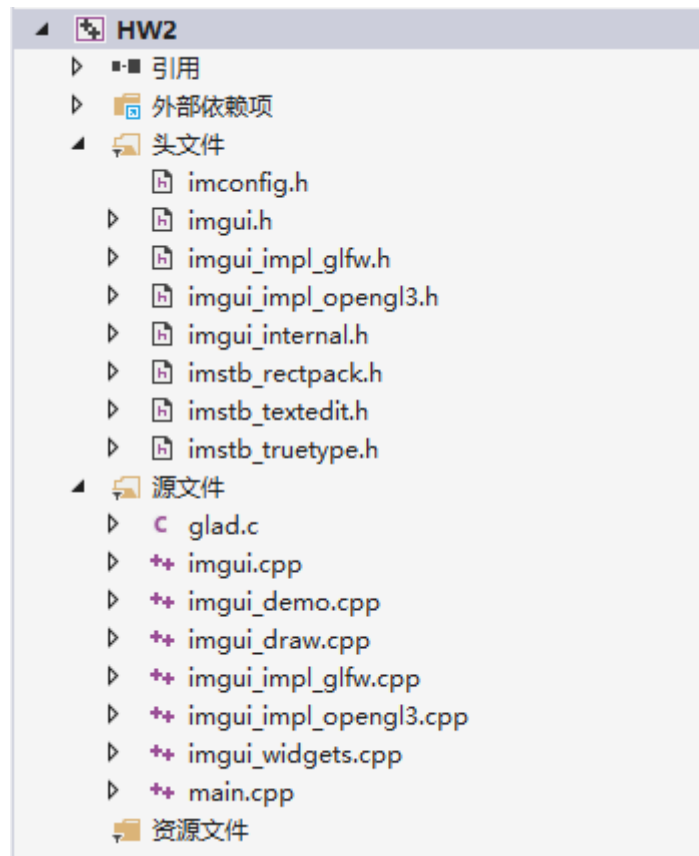 HW2
引用
外部依赖项
头文件
imconfig.h
imgui.h
imgui_impl_glfw.h
imgui_impl_opengl3.h
imgui_internal.h
imstb_rectpack.h
imstb_textedit.h
imstb_truetype.h
源文件
glad.c
imgui.cpp
imgui_demo.cpp
imgui_draw.cpp
imgui_impl_glfw.cpp
imgui_impl_opengl3.cpp
imgui_widgets.cpp
main.cpp
资源文件